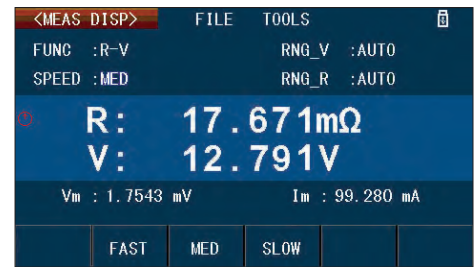 <MEAS DISP> FILE TOOLS
FUNC :R-V RNG_V :AUTO
SPEED :MED RNG_R :AUTO
R: 17.671mΩ
V: 12.791V
Vm : 1.7543 mV Im : 99.280 mA
FAST MED SLOW